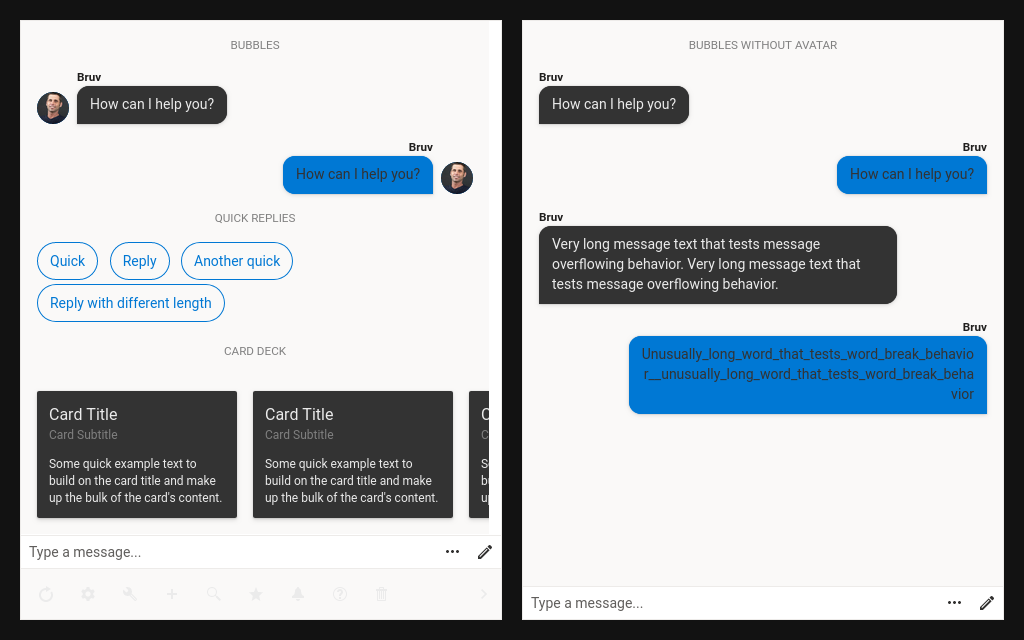 BUBBLES
Bruv
How can I help you?
Bruv
How can I help you?
QUICK REPLIES
Quick
Reply
Another quick
Reply with different length
CARD DECK
Card Title
Card Subtitle
Some quick example text to
build on the card title and make
up the bulk of the card's content.
Card Title
Card Subtitle
Some quick example text to
build on the card title and make
up the bulk of the card's content.
Type a message...
BUBBLES WITHOUT AVATAR
Bruv
How can I help you?
Bruv
How can I help you?
Bruv
Very long message text that tests message
overflowing behavior. Very long message text that
tests message overflowing behavior.
Bruv
Unusually_long_word_that_tests_word_break_behavio
r__unusually_long_word_that_tests_word_break_beha
vior
Type a message...